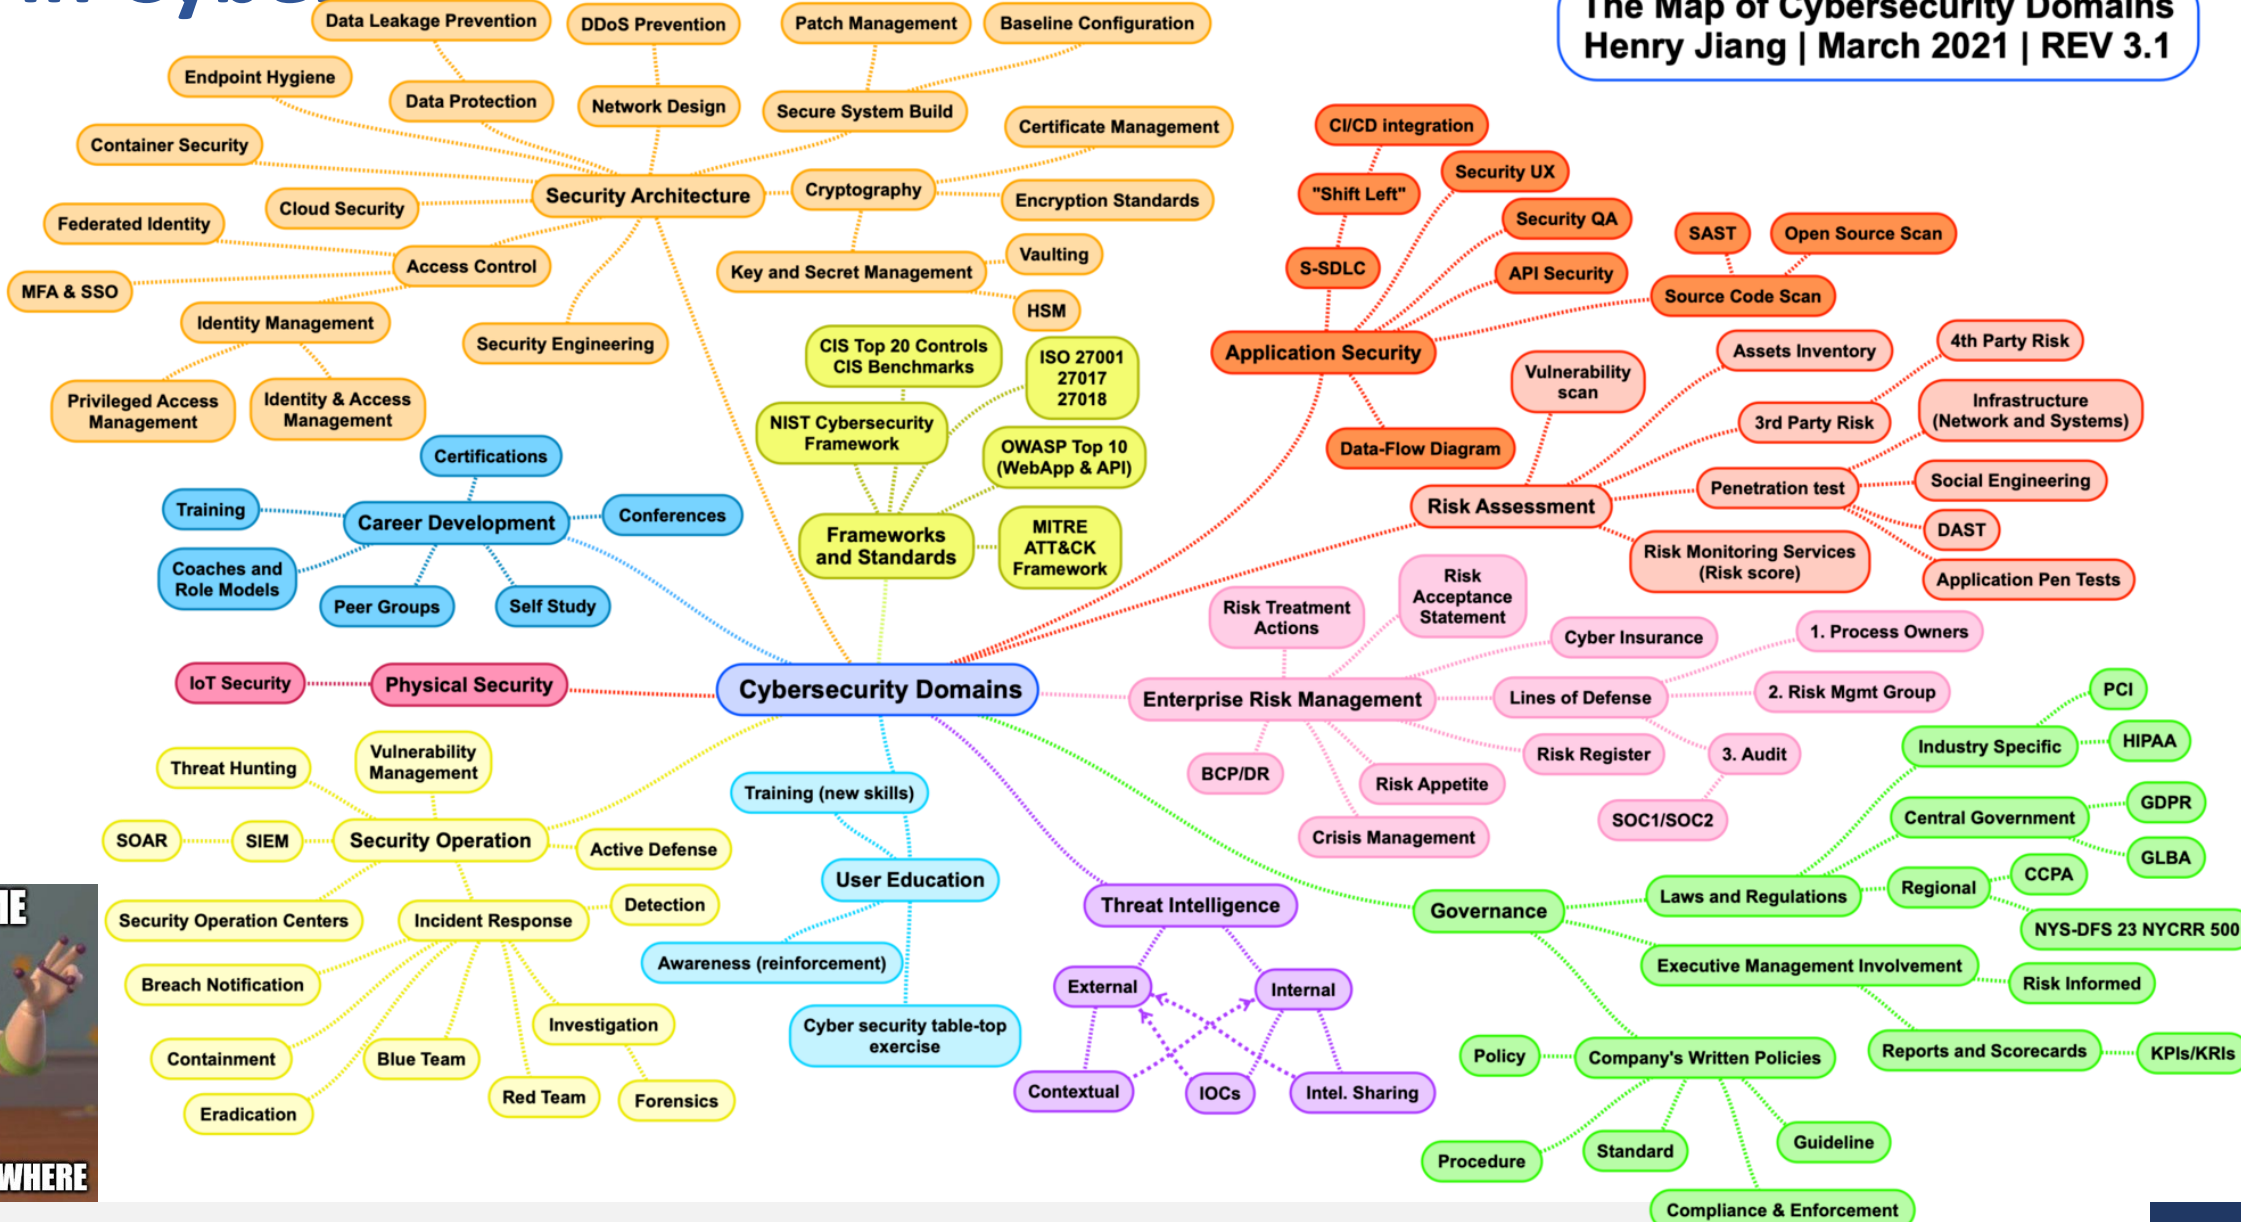 in Cyber
The Map of Cybersecurity Domains
Henry Jiang | March 2021 | REV 3.1
Data Leakage Prevention
DDoS Prevention
Patch Management
Baseline Configuration
Endpoint Hygiene
Data Protection
Network Design
Secure System Build
Certificate Management
Container Security
Security Architecture
Cryptography
Encryption Standards
Cloud Security
Federated Identity
Access Control
Key and Secret Management
Vaulting
HSM
MFA & SSO
Identity Management
Security Engineering
Privileged Access
Management
Identity & Access
Management
CIS Top 20 Controls
CIS Benchmarks
ISO 27001
27017
27018
NIST Cybersecurity
Framework
OWASP Top 10
(WebApp & API)
Frameworks
and Standards
MITRE
ATT&CK
Framework
Certifications
Training
Career Development
Conferences
Coaches and
Role Models
Peer Groups
Self Study
IoT Security
Physical Security
Cybersecurity Domains
CI/CD integration
"Shift Left"
Security UX
Security QA
S-SDLC
API Security
SAST
Open Source Scan
Source Code Scan
Application Security
Data-Flow Diagram
Vulnerability
scan
Assets Inventory
4th Party Risk
3rd Party Risk
Infrastructure
(Network and Systems)
Penetration test
Social Engineering
Risk Assessment
DAST
Risk Monitoring Services
(Risk score)
Application Pen Tests
Risk Treatment
Actions
Risk
Acceptance
Statement
Cyber Insurance
1. Process Owners
Enterprise Risk Management
Lines of Defense
2. Risk Mgmt Group
Risk Register
3. Audit
BCP/DR
Risk Appetite
SOC1/SOC2
Crisis Management
Threat Hunting
Vulnerability
Management
SOAR
SIEM
Security Operation
Active Defense
Security Operation Centers
Incident Response
Detection
Breach Notification
Investigation
Containment
Blue Team
Red Team
Forensics
Eradication
Training (new skills)
User Education
Awareness (reinforcement)
Cyber security table-top
exercise
Threat Intelligence
External
Internal
Contextual
IOCs
Intel. Sharing
Governance
Laws and Regulations
Industry Specific
PCI
HIPAA
Central Government
GDPR
GLBA
Regional
CCPA
NYS-DFS 23 NYCRR 500
Executive Management Involvement
Risk Informed
Reports and Scorecards
KPIs/KRIs
Policy
Company's Written Policies
Procedure
Standard
Guideline
Compliance & Enforcement
WHERE